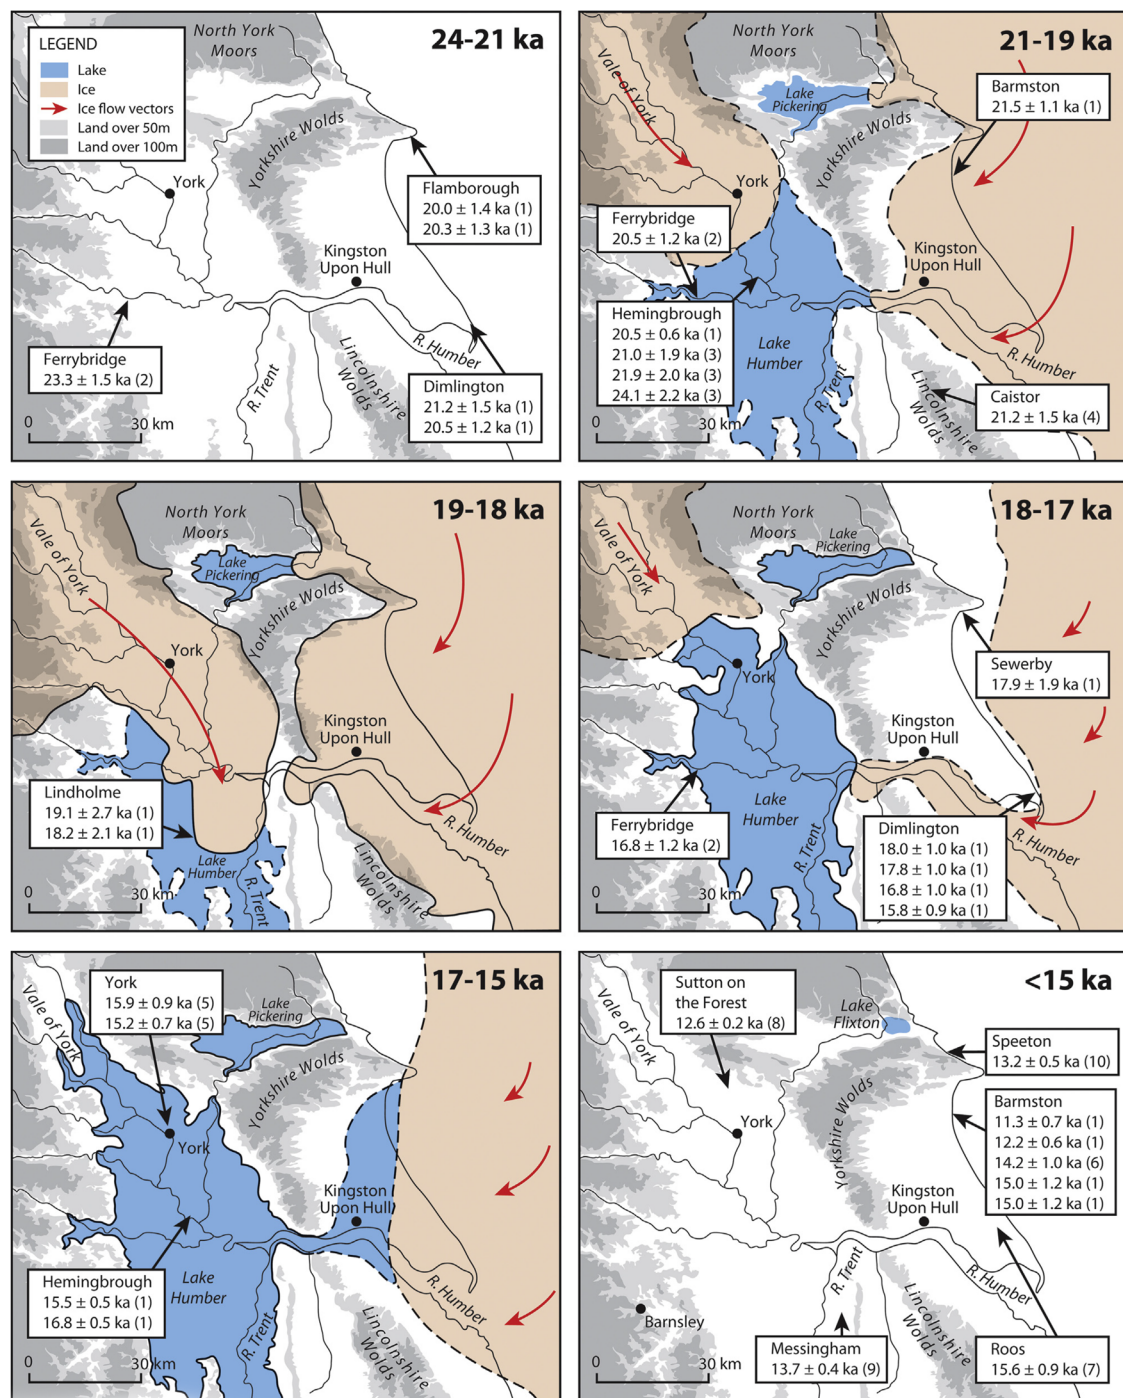 24-21 ka
LEGEND
Lake
Ice
Ice flow vectors
Land over 50m
Land over 100m
North York
Moors
Yorkshire Wolds
York
Flamborough
20.0 ± 1.4 ka (1)
20.3 ± 1.3 ka (1)
Kingston
Upon Hull
Ferrybridge
23.3 ± 1.5 ka (2)
R. Humber
R. Trent
Lincolnshire
Wolds
Dimlington
21.2 ± 1.5 ka (1)
20.5 ± 1.2 ka (1)
0
30 km
21-19 ka
North York
Moors
Vale of York
Lake
Pickering
Barmston
21.5 ± 1.1 ka (1)
Yorkshire Wolds
York
Ferrybridge
20.5 ± 1.2 ka (2)
Kingston
Upon Hull
Hemingbrough
20.5 ± 0.6 ka (1)
21.0 ± 1.9 ka (3)
21.9 ± 2.0 ka (3)
24.1 ± 2.2 ka (3)
Lake
Humber
R. Humber
R. Trent
Lincolnshire
Wolds
Caistor
21.2 ± 1.5 ka (4)
0
30 km
19-18 ka
North York
Moors
Vale of York
Lake
Pickering
Yorkshire Wolds
York
Kingston
Upon Hull
Lindholme
19.1 ± 2.7 ka (1)
18.2 ± 2.1 ka (1)
R. Humber
Lake
Humber
R. Trent
Lincolnshire
Wolds
0
30 km
18-17 ka
North York
Moors
Lake
Pickering
Vale of York
Yorkshire Wolds
York
Sewerby
17.9 ± 1.9 ka (1)
Kingston
Upon Hull
Ferrybridge
16.8 ± 1.2 ka (2)
Lake
Humber
R. Trent
R. Humber
Dimlington
18.0 ± 1.0 ka (1)
17.8 ± 1.0 ka (1)
16.8 ± 1.0 ka (1)
15.8 ± 0.9 ka (1)
0
30 km
17-15 ka
York
15.9 ± 0.9 ka (5)
15.2 ± 0.7 ka (5)
Vale of York
Lake
Pickering
Yorkshire Wolds
York
Kingston
Upon Hull
Hemingbrough
15.5 ± 0.5 ka (1)
16.8 ± 0.5 ka (1)
Lake
Humber
R. Trent
R. Humber
Lincolnshire
Wolds
0
30 km
<15 ka
Sutton on
the Forest
12.6 ± 0.2 ka (8)
Vale of York
Lake
Flixton
Speeton
13.2 ± 0.5 ka (10)
Yorkshire Wolds
York
Barmston
11.3 ± 0.7 ka (1)
12.2 ± 0.6 ka (1)
14.2 ± 1.0 ka (6)
15.0 ± 1.2 ka (1)
15.0 ± 1.2 ka (1)
Kingston
Upon Hull
R. Trent
R. Humber
Barnsley
Messingham
13.7 ± 0.4 ka (9)
Lincolnshire
Wolds
Roos
15.6 ± 0.9 ka (7)
0
30 km